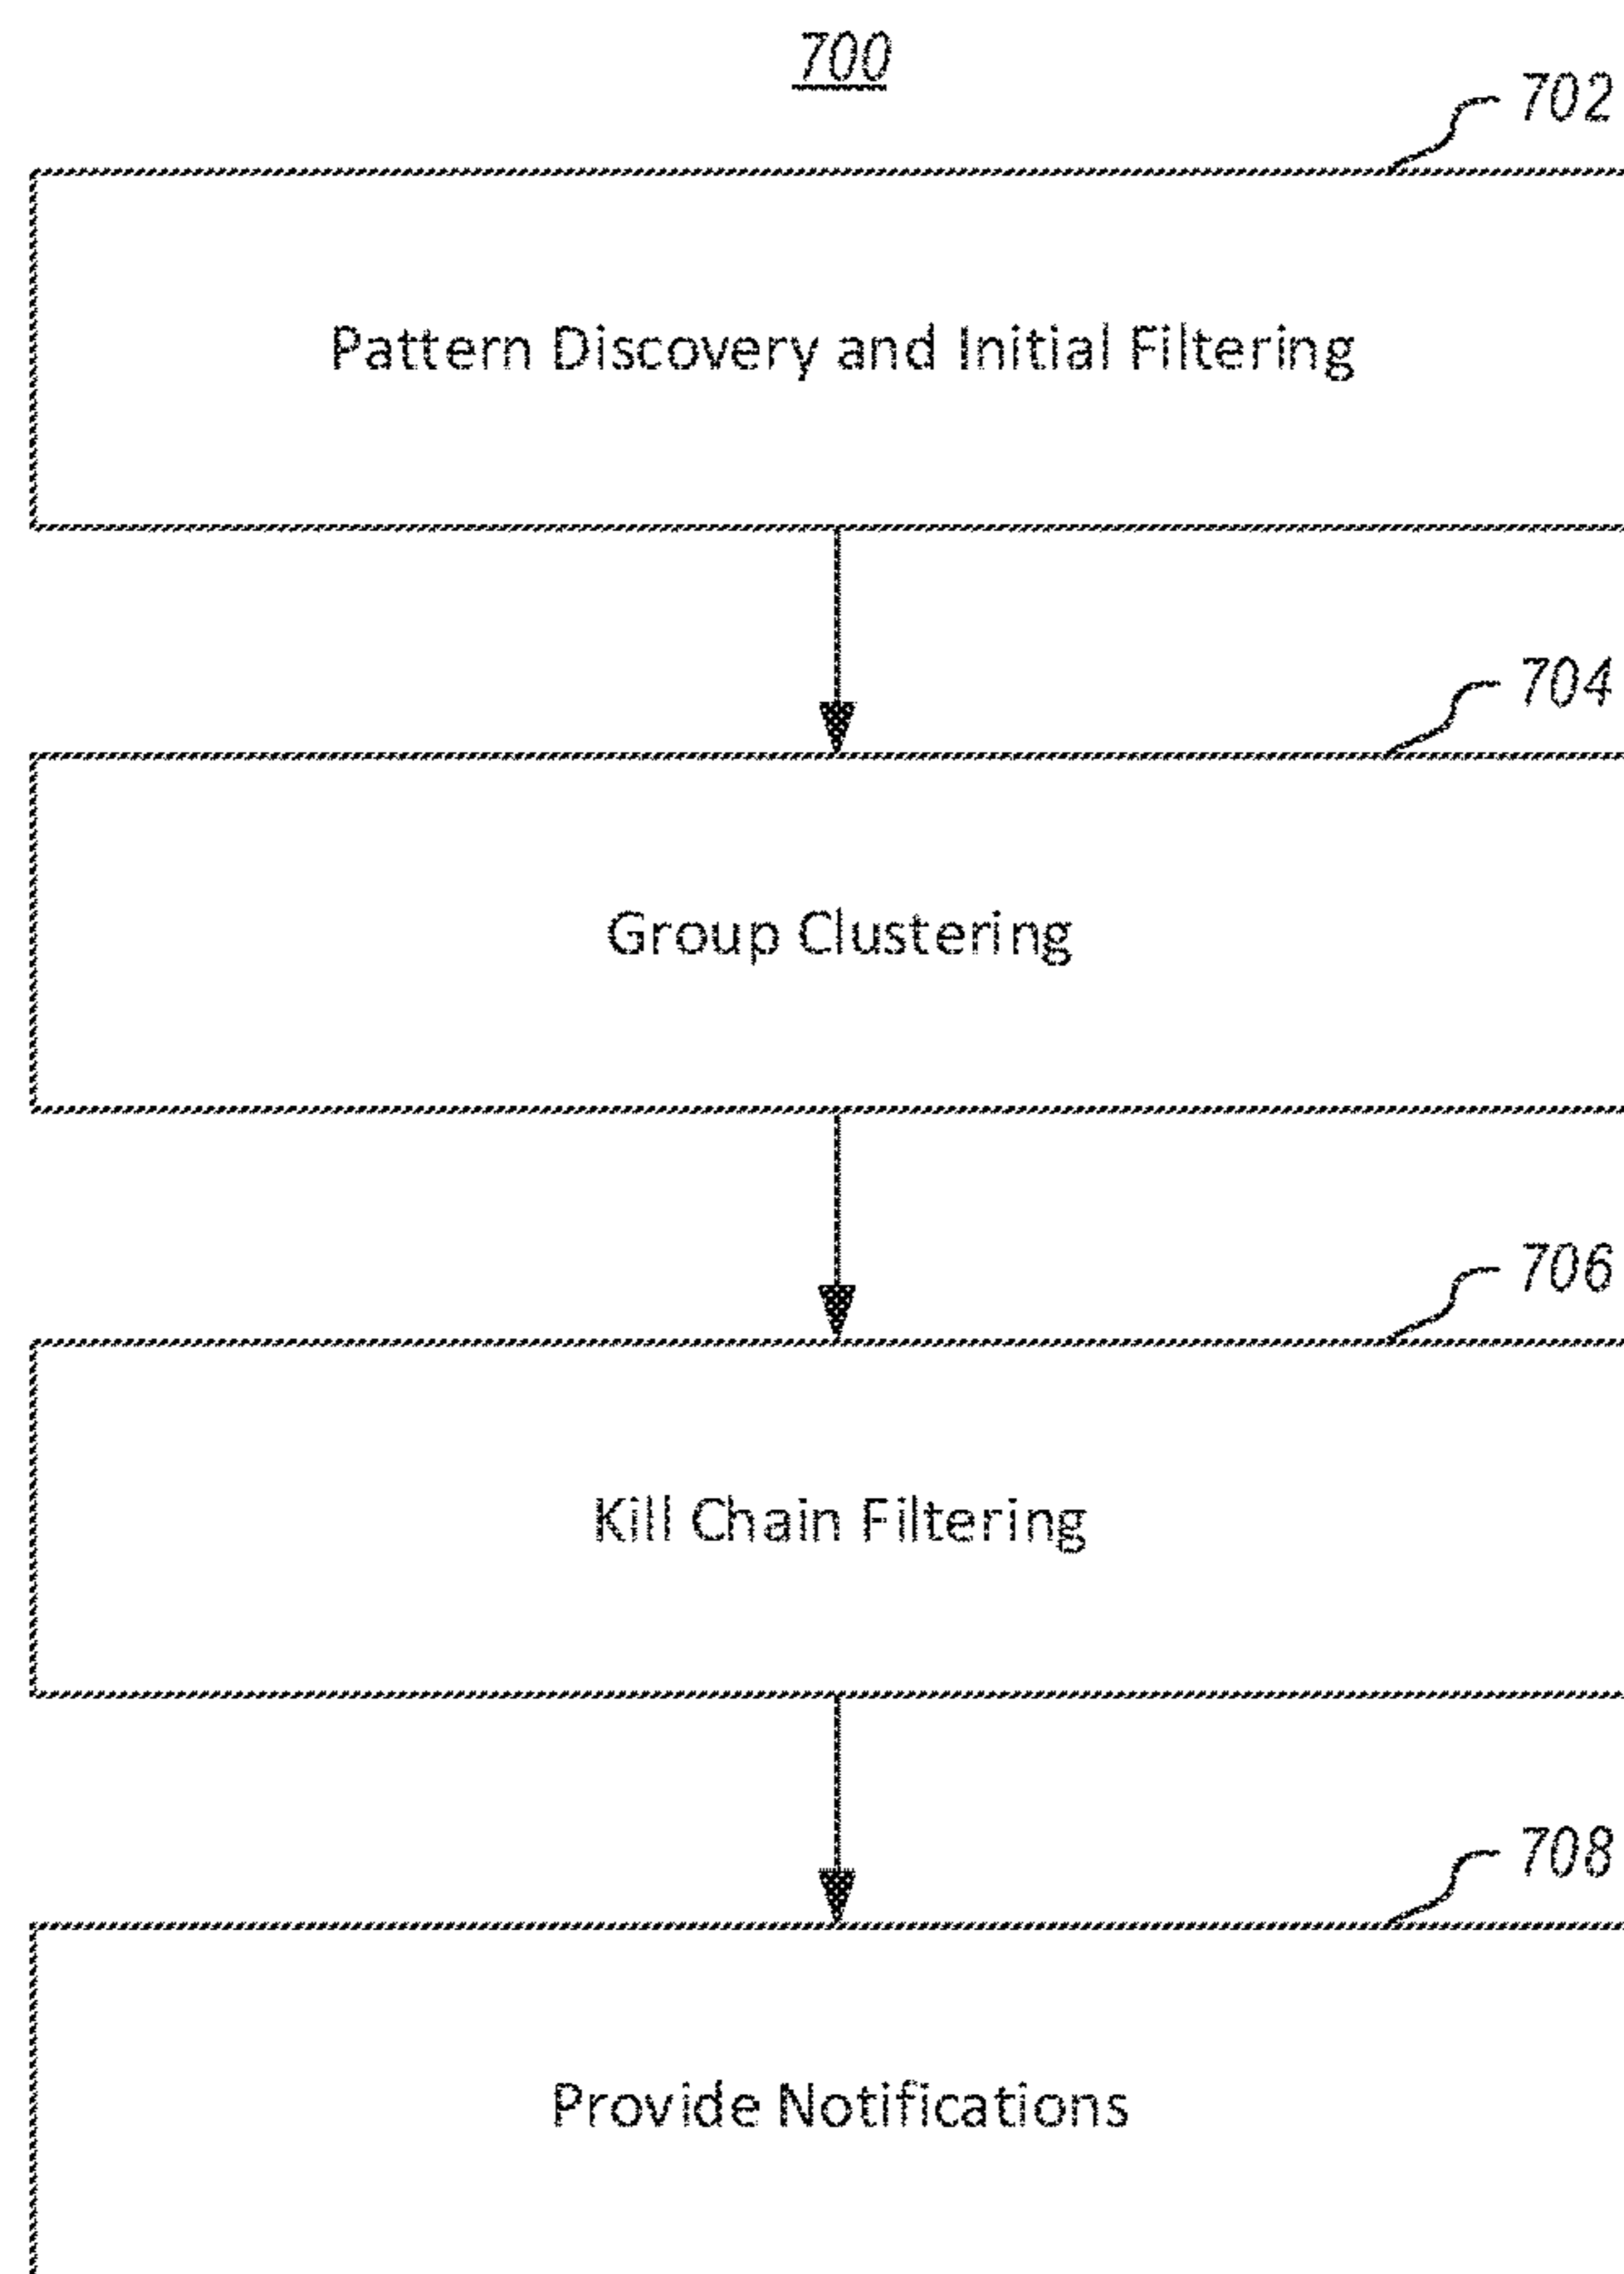 700
702
Pattern Discovery and Initial Filtering
704
Group Clustering
706
Kill Chain Filtering
708
Provide Notifications